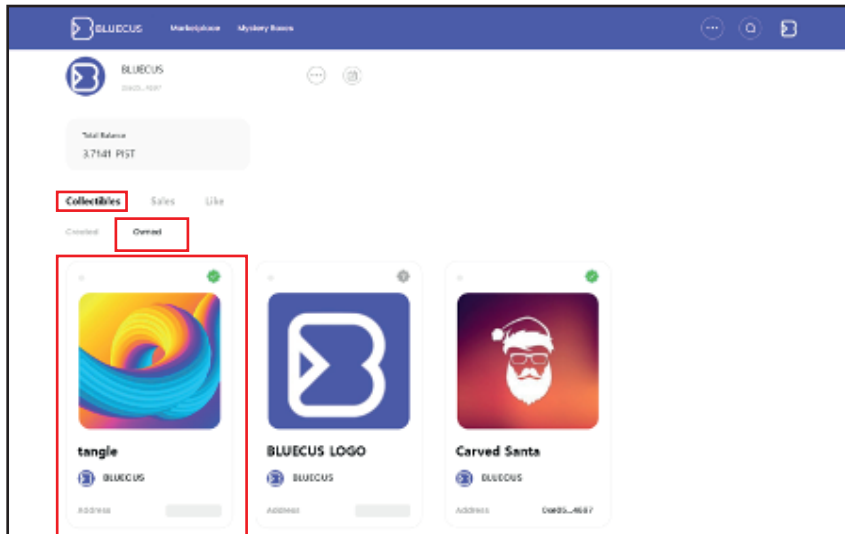 BLUECUS Marketplace Mystery Boxes
BLUECUS
Total Balance
3.7141 PIST
Collectibles Sales Like
Created Owned
tangle
BLUECUS
Address
BLUECUS LOGO
BLUECUS
Address
Carved Santa
BLUECUS
Address